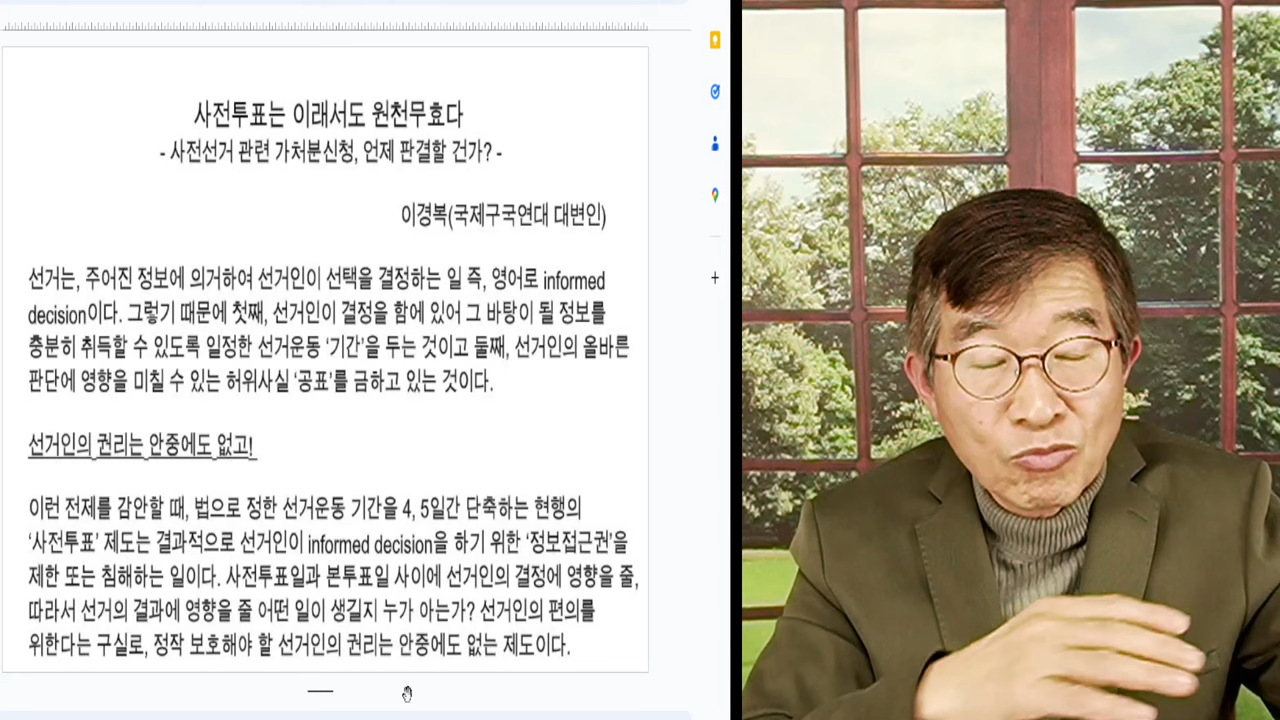 사전투표는 이래서도 원천무효다
- 사전선거 관련 가처분신청, 언제 판결할 건가? -
이경복(국제구국연대 대변인)
선거는, 주어진 정보에 의거하여 선거인이 선택을 결정하는 일 즉, 영어로 informed
decision이다. 그렇기 때문에 첫째, 선거인이 결정을 함에 있어 그 바탕이 될 정보를
충분히 취득할 수 있도록 일정한 선거운동 ‘기간’을 두는 것이고 둘째, 선거인의 올바른
판단에 영향을 미칠 수 있는 허위사실 ‘공표’를 금하고 있는 것이다.
선거인의 권리는 안중에도 없고!
이런 전제를 감안할 때, 법으로 정한 선거운동 기간을 4, 5일간 단축하는 현행의
‘사전투표’ 제도는 결과적으로 선거인이 informed decision을 하기 위한 ‘정보접근권’을
제한 또는 침해하는 일이다. 사전투표일과 본투표일 사이에 선거인의 결정에 영향을 줄,
따라서 선거의 결과에 영향을 줄 어떤 일이 생길지 누가 아는가? 선거인의 편의를
위한다는 구실로, 정작 보호해야 할 선거인의 권리는 안중에도 없는 제도이다.